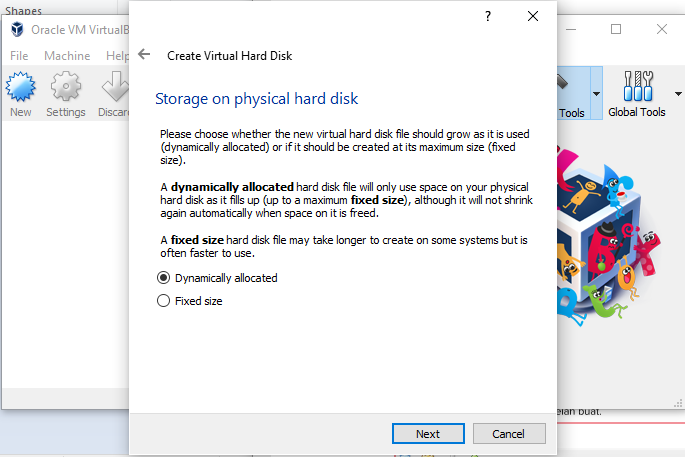 Shapes
Oracle VM VirtualB
File Machine Help
New Settings Discar
?
Create Virtual Hard Disk
Storage on physical hard disk
Please choose whether the new virtual hard disk file should grow as it is used
(dynamically allocated) or if it should be created at its maximum size (fixed
size).
A dynamically allocated hard disk file will only use space on your physical
hard disk as it fills up (up to a maximum fixed size), although it will not shrink
again automatically when space on it is freed.
A fixed size hard disk file may take longer to create on some systems but is
often faster to use.
Dynamically allocated
Fixed size
Next Cancel
Tools Global Tools
elah buat.